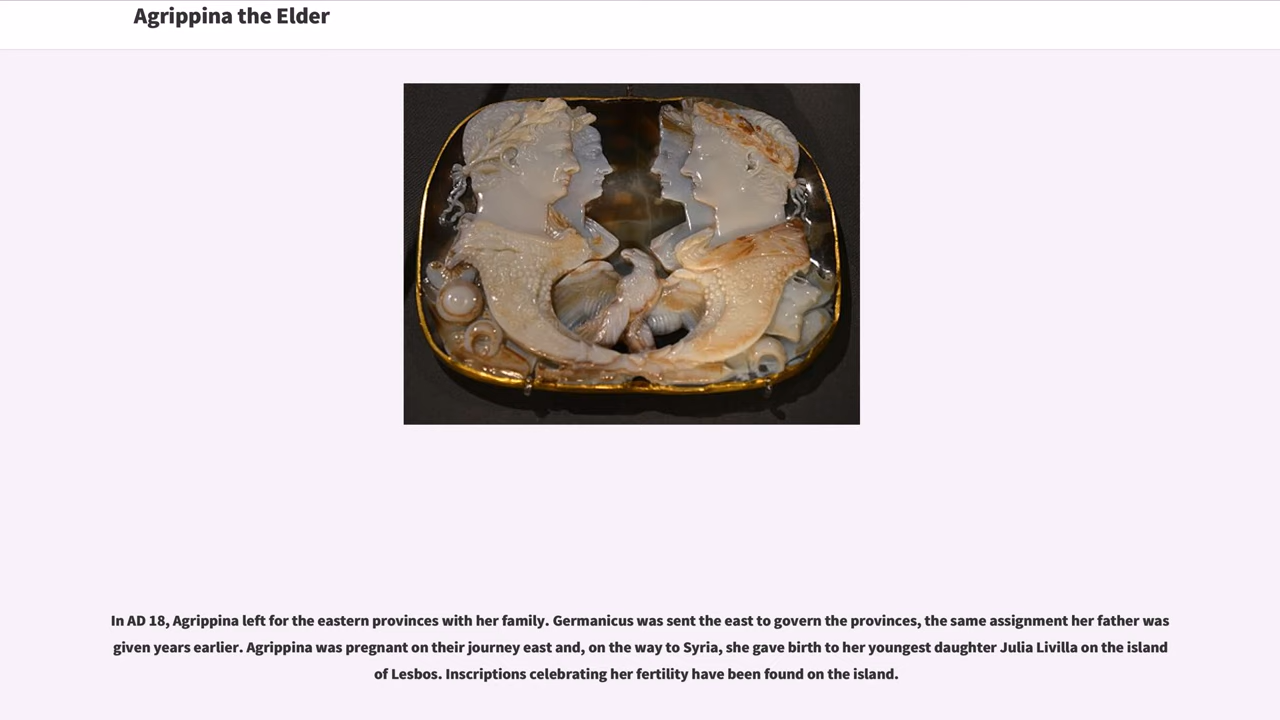 Agrippina the Elder
In AD 18, Agrippina left for the eastern provinces with her family. Germanicus was sent the east to govern the provinces, the same assignment her father was
given years earlier. Agrippina was pregnant on their journey east and, on the way to Syria, she gave birth to her youngest daughter Julia Livilla on the island
of Lesbos. Inscriptions celebrating her fertility have been found on the island.